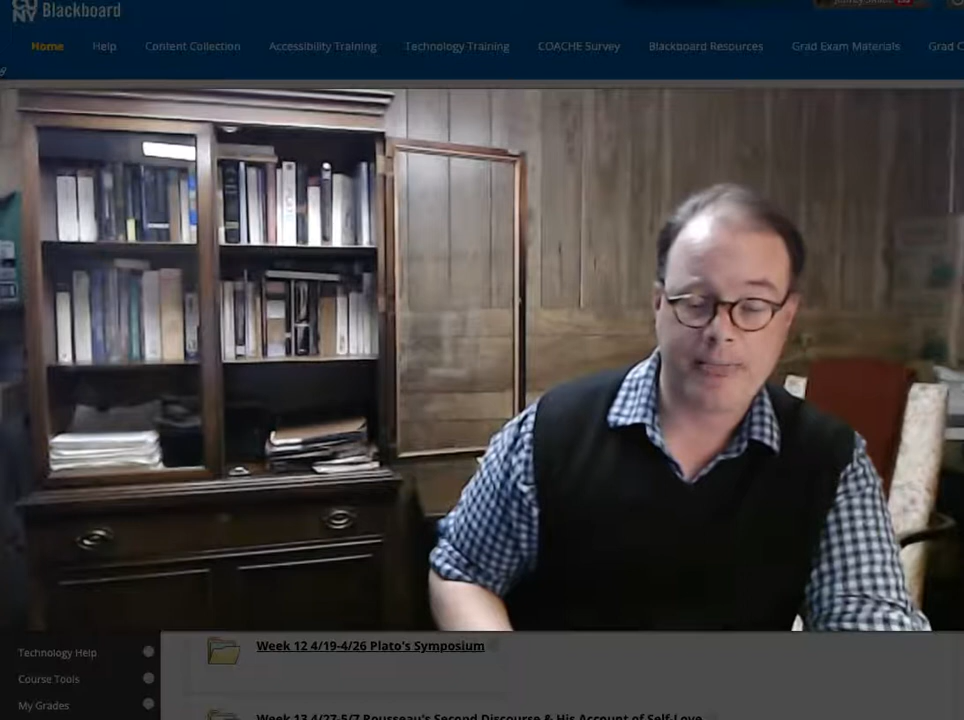 CUNY Blackboard
Home Help Content Collection Accessibility Training Technology Training COACHE Survey Blackboard Resources Grad Exam Materials Grad
Week 12 4/19-4/26 Plato's Symposium
Technology Help
Course Tools
My Grades
Week 13 4/27-5/7 Rousseau's Second Discourse & His Account of Self-Love